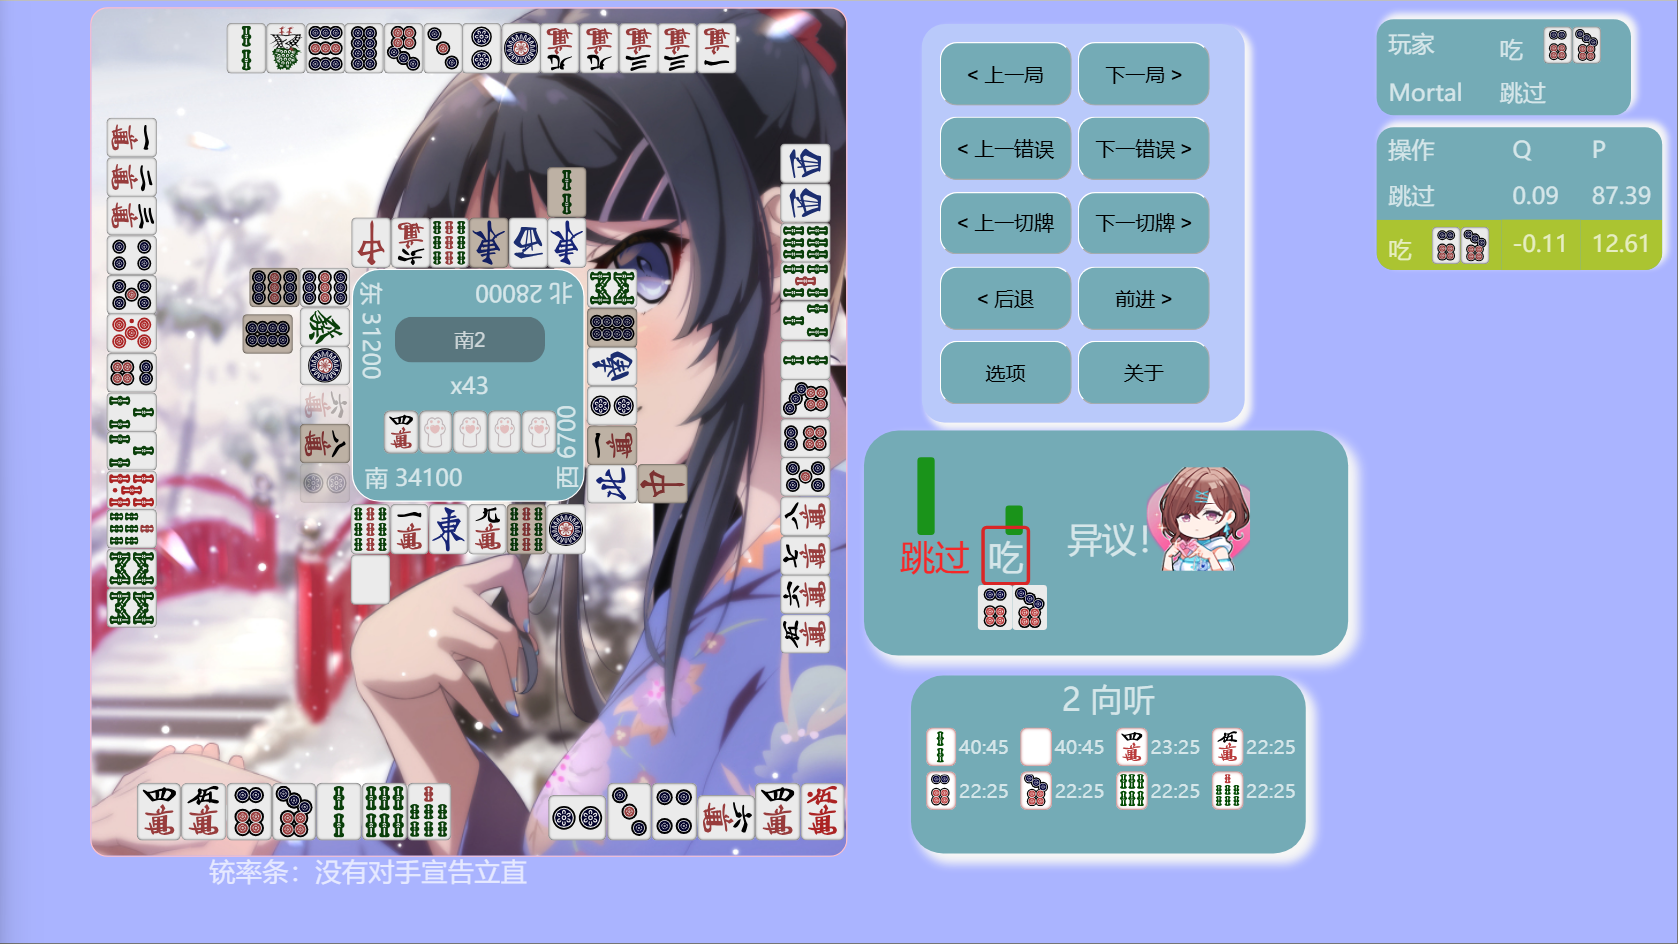 < 上一局
下一局 >
< 上一错误
下一错误 >
< 上一切牌
下一切牌 >
< 后退
前进 >
选项
关于
玩家 吃
Mortal 跳过
操作 Q P
跳过 0.09 87.39
吃 -0.11 12.61
北 28000
东 31200
南2
x43
西 6700
南 34100
跳过
吃
异议!
2 向听
40:45 40:45 23:25 22:25
22:25 22:25 22:25 22:25
铳率条：没有对手宣告立直